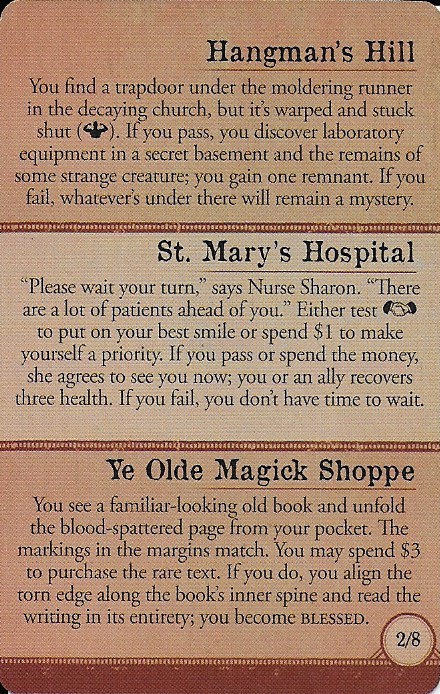 Hangman's Hill
You find a trapdoor under the moldering runner
in the decaying church, but it's warped and stuck
shut (). If you pass, you discover laboratory
equipment in a secret basement and the remains of
some strange creature; you gain one remnant. If you
fail, whatever's under there will remain a mystery.
St. Mary's Hospital
“Please wait your turn,” says Nurse Sharon. “There
are a lot of patients ahead of you.” Either test
to put on your best smile or spend $1 to make
yourself a priority. If you pass or spend the money,
she agrees to see you now; you or an ally recovers
three health. If you fail, you don't have time to wait.
Ye Olde Magick Shoppe
You see a familiar-looking old book and unfold
the blood-spattered page from your pocket. The
markings in the margins match. You may spend $3
to purchase the rare text. If you do, you align the
torn edge along the book's inner spine and read the
writing in its entirety; you become BLESSED.
2/8